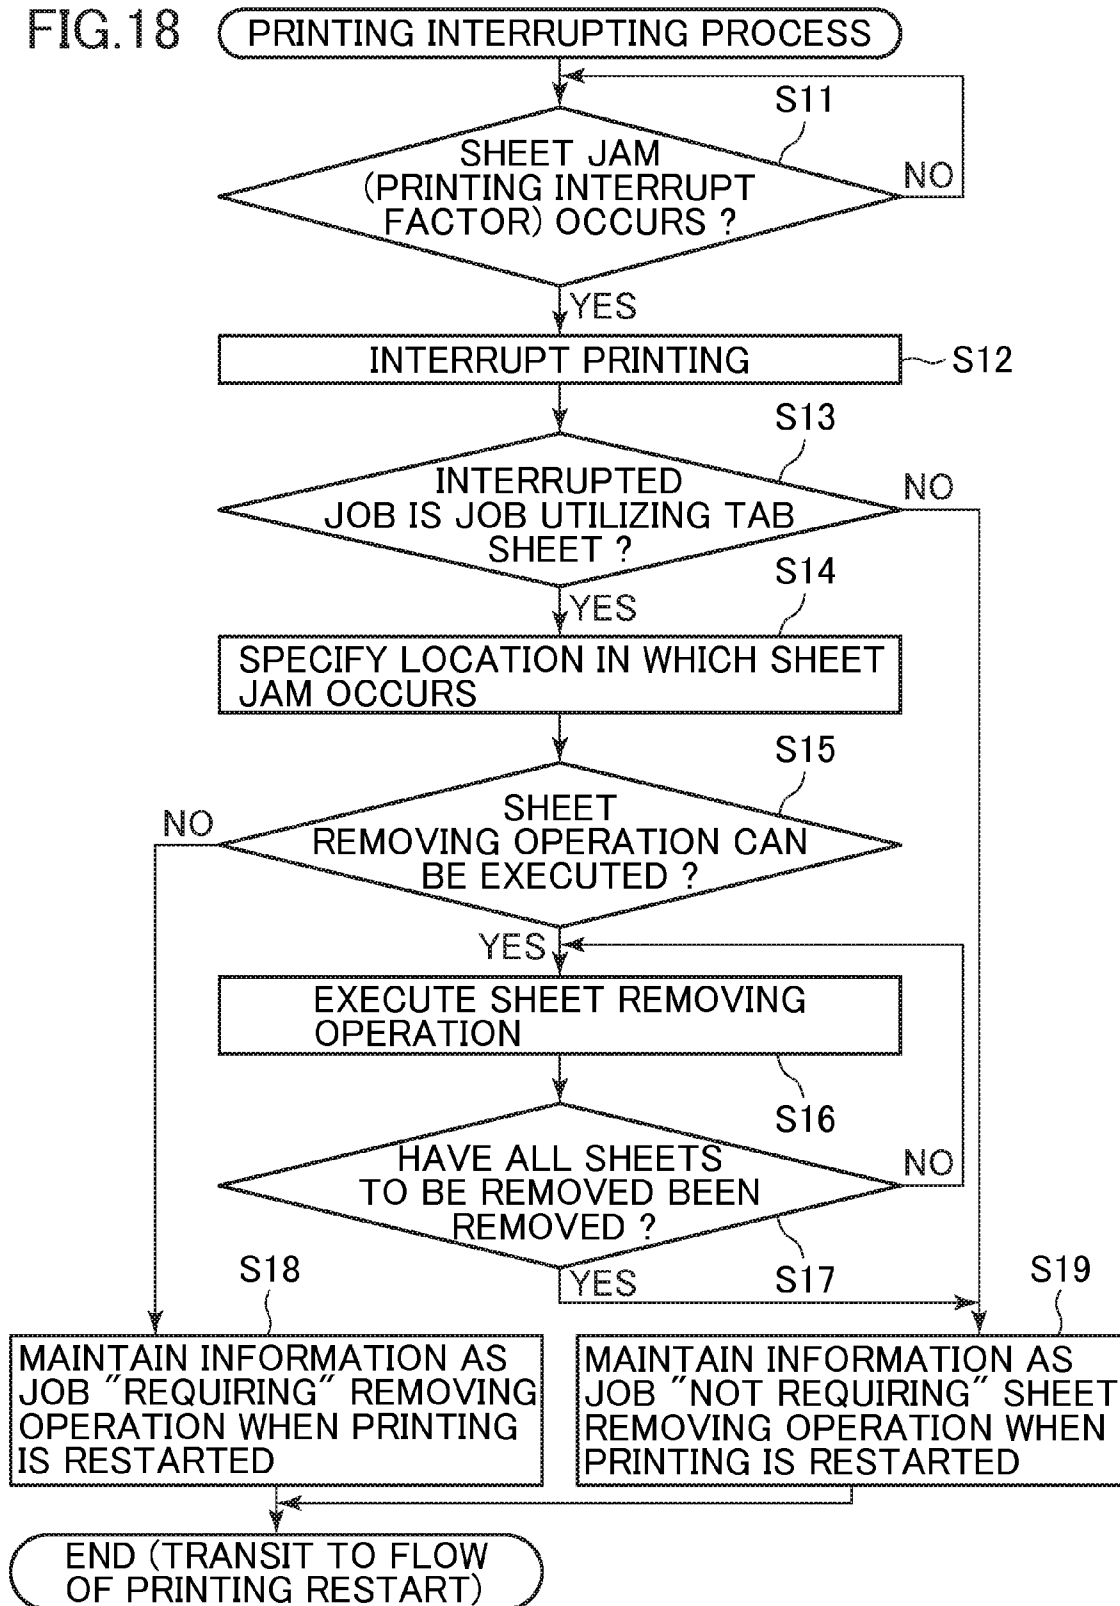 FIG.18
PRINTING INTERRUPTING PROCESS
S11
SHEET JAM
(PRINTING INTERRUPT
FACTOR) OCCURS ?
NO
YES
INTERRUPT PRINTING
S12
S13
INTERRUPTED
JOB IS JOB UTILIZING TAB
SHEET ?
NO
YES
S14
SPECIFY LOCATION IN WHICH SHEET
JAM OCCURS
S15
SHEET
REMOVING OPERATION CAN
BE EXECUTED ?
NO
YES
EXECUTE SHEET REMOVING
OPERATION
S16
HAVE ALL SHEETS
TO BE REMOVED BEEN
REMOVED ?
NO
S17
YES
S18
MAINTAIN INFORMATION AS
JOB "REQUIRING" REMOVING
OPERATION WHEN PRINTING
IS RESTARTED
S19
MAINTAIN INFORMATION AS
JOB "NOT REQUIRING" SHEET
REMOVING OPERATION WHEN
PRINTING IS RESTARTED
END (TRANSIT TO FLOW
OF PRINTING RESTART)